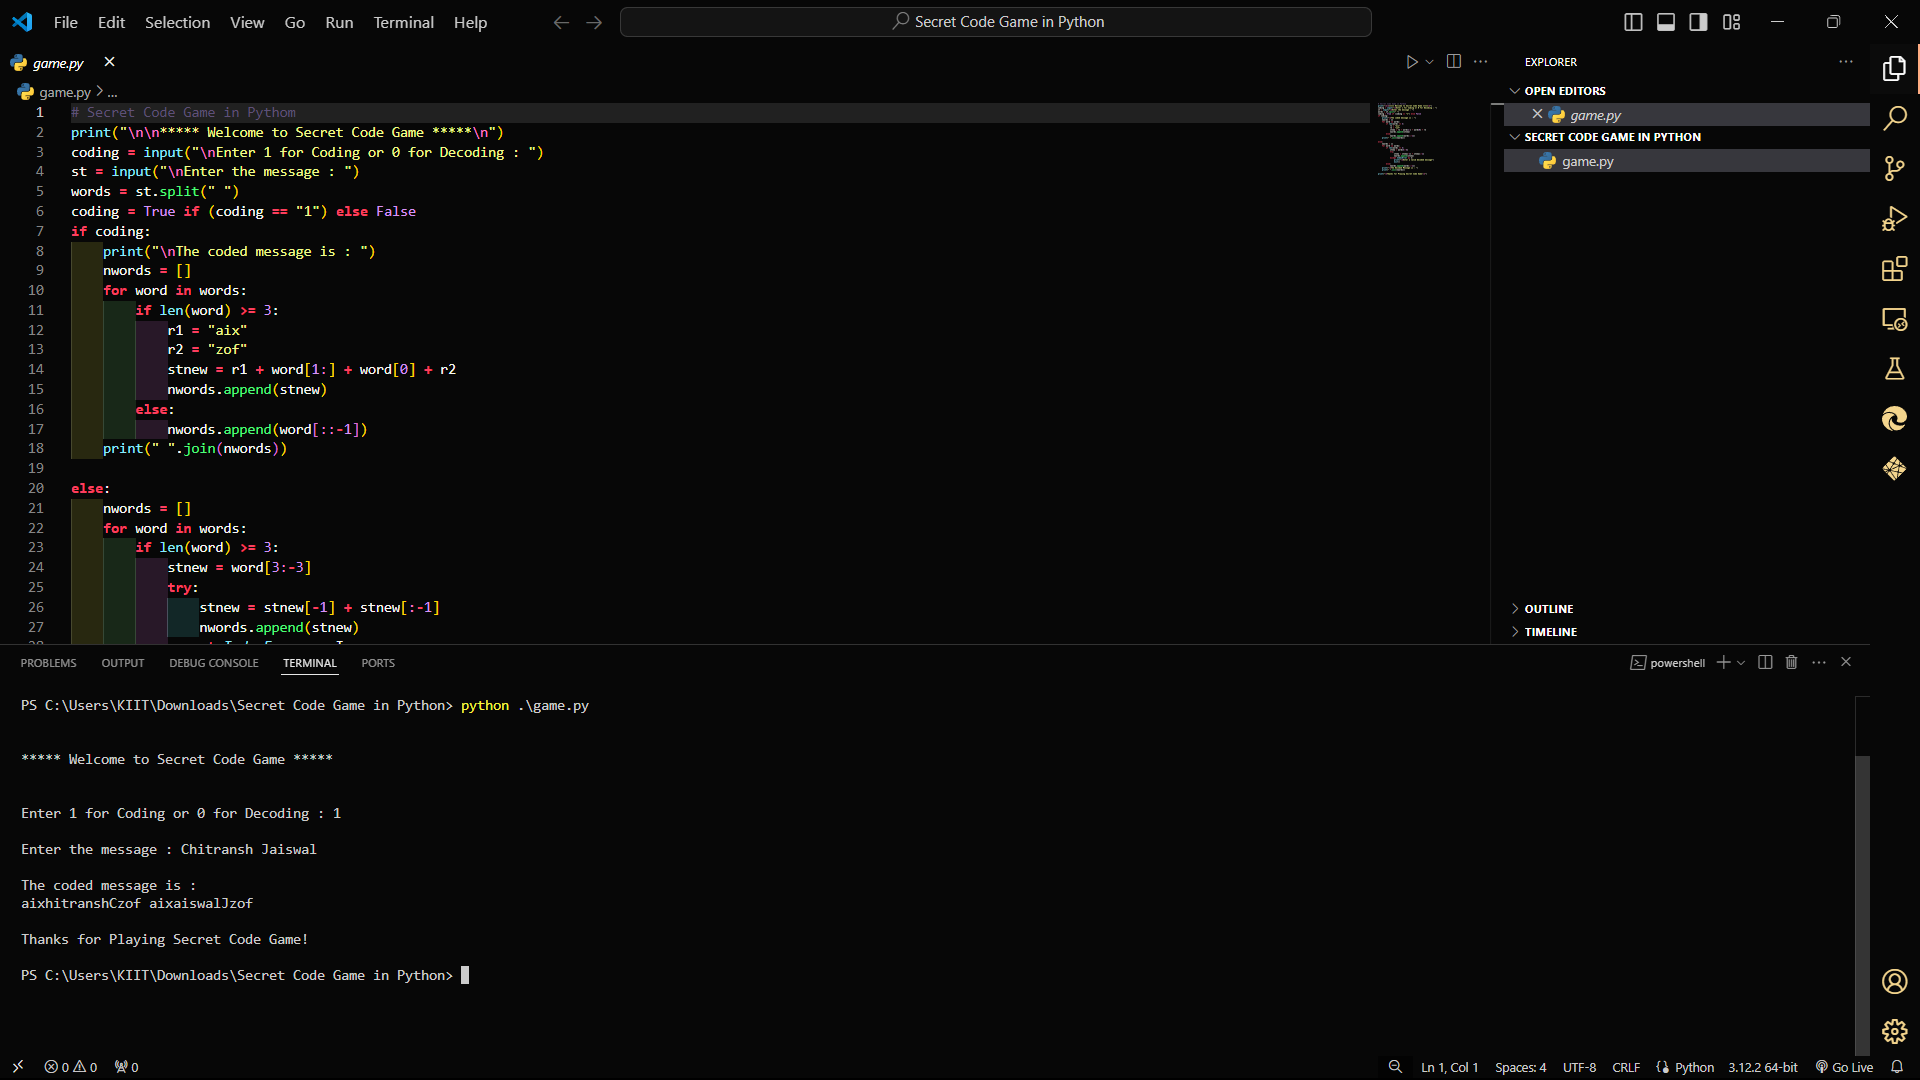 File Edit Selection View Go Run Terminal Help
Secret Code Game in Python
game.py
game.py > ...
1 # Secret Code Game in Pythom
2 print("\n\n***** Welcome to Secret Code Game *****\n")
3 coding = input("\nEnter 1 for Coding or 0 for Decoding : ")
4 st = input("\nEnter the message : ")
5 words = st.split(" ")
6 coding = True if (coding == "1") else False
7 if coding:
8     print("\nThe coded message is : ")
9     nwords = []
10     for word in words:
11         if len(word) >= 3:
12             r1 = "aix"
13             r2 = "zof"
14             stnew = r1 + word[1:] + word[0] + r2
15             nwords.append(stnew)
16         else:
17             nwords.append(word[::-1])
18     print(" ".join(nwords))
19
20 else:
21     nwords = []
22     for word in words:
23         if len(word) >= 3:
24             stnew = word[3:-3]
25             try:
26                 stnew = stnew[-1] + stnew[:-1]
27                 nwords.append(stnew)
EXPLORER
OPEN EDITORS
game.py
SECRET CODE GAME IN PYTHON
game.py
OUTLINE
TIMELINE
PROBLEMS OUTPUT DEBUG CONSOLE TERMINAL PORTS
powershell
PS C:\Users\KIIT\Downloads\Secret Code Game in Python> python .\game.py
***** Welcome to Secret Code Game *****
Enter 1 for Coding or 0 for Decoding : 1
Enter the message : Chitransh Jaiswal
The coded message is :
aixhitranshCzof aixaiswalJzof
Thanks for Playing Secret Code Game!
PS C:\Users\KIIT\Downloads\Secret Code Game in Python>
0 0 0
Ln 1, Col 1 Spaces: 4 UTF-8 CRLF Python 3.12.2 64-bit Go Live